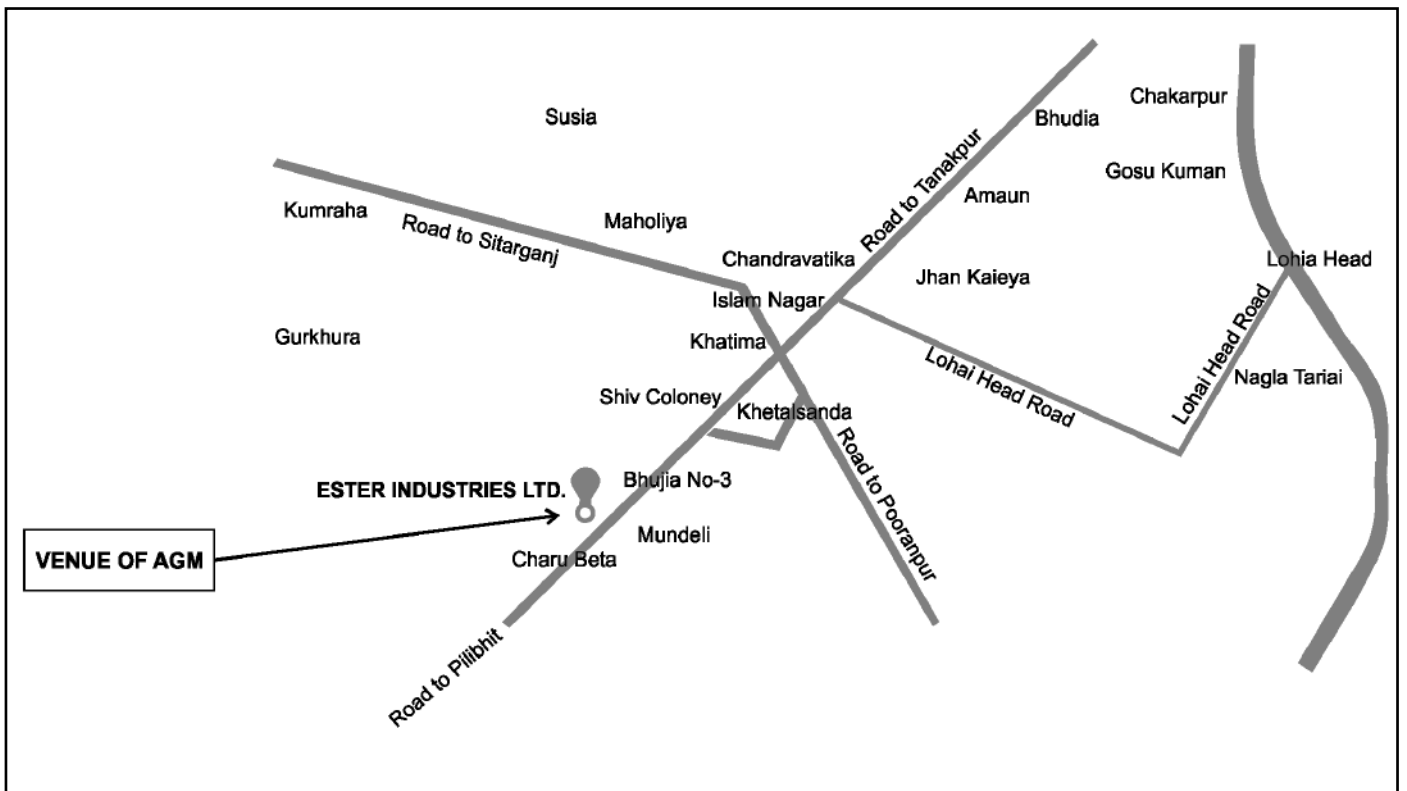 Chakarpur
Susia
Bhudia
Gosu Kuman
Amaun
Kumraha
Maholiya
Road to Sitarganj
Road to Tanakpur
Chandravatika
Lohia Head
Jhan Kaieya
Islam Nagar
Gurkhura
Khatima
Lohai Head Road
Lohai Head Road
Nagla Tariai
Shiv Coloney
Khetalsanda
Road to Pooranpur
Bhujia No-3
ESTER INDUSTRIES LTD.
Mundeli
VENUE OF AGM
Charu Beta
Road to Pilibhit